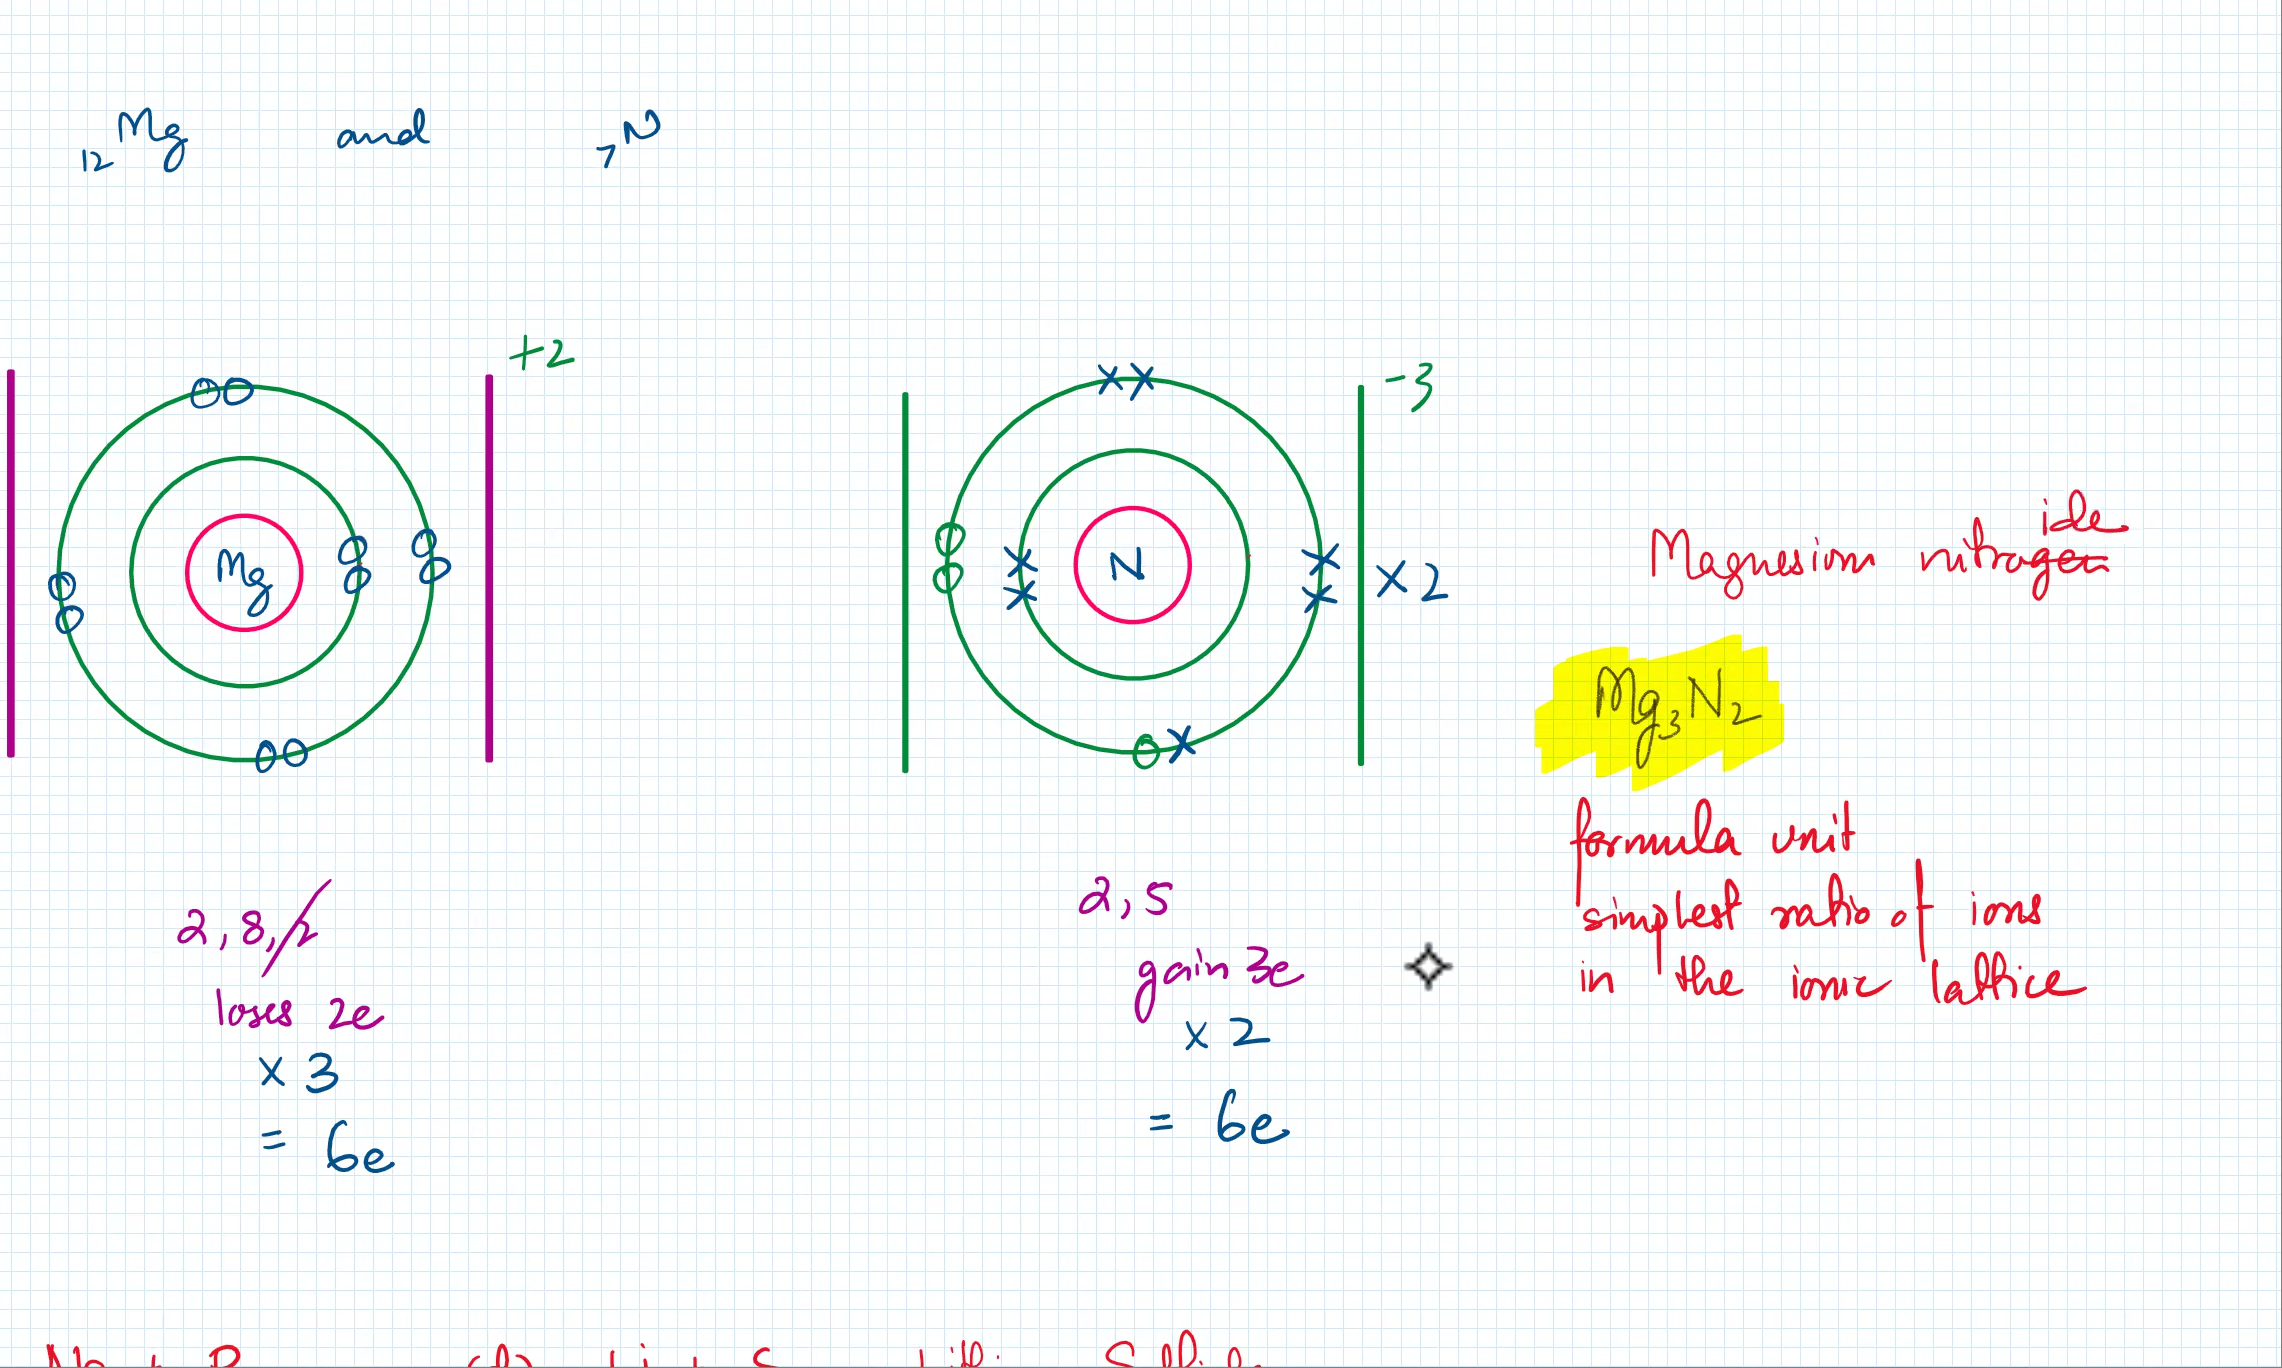 12Mg and 7N
+2
-3
Mg
N
× 2
Magnesium nitrogen ide
Mg3N2
formula unit
simplest ratio of ions
in the ionic lattice
2, 8, 2
loses 2e
× 3
= 6e
2, 5
gain 3e
× 2
= 6e